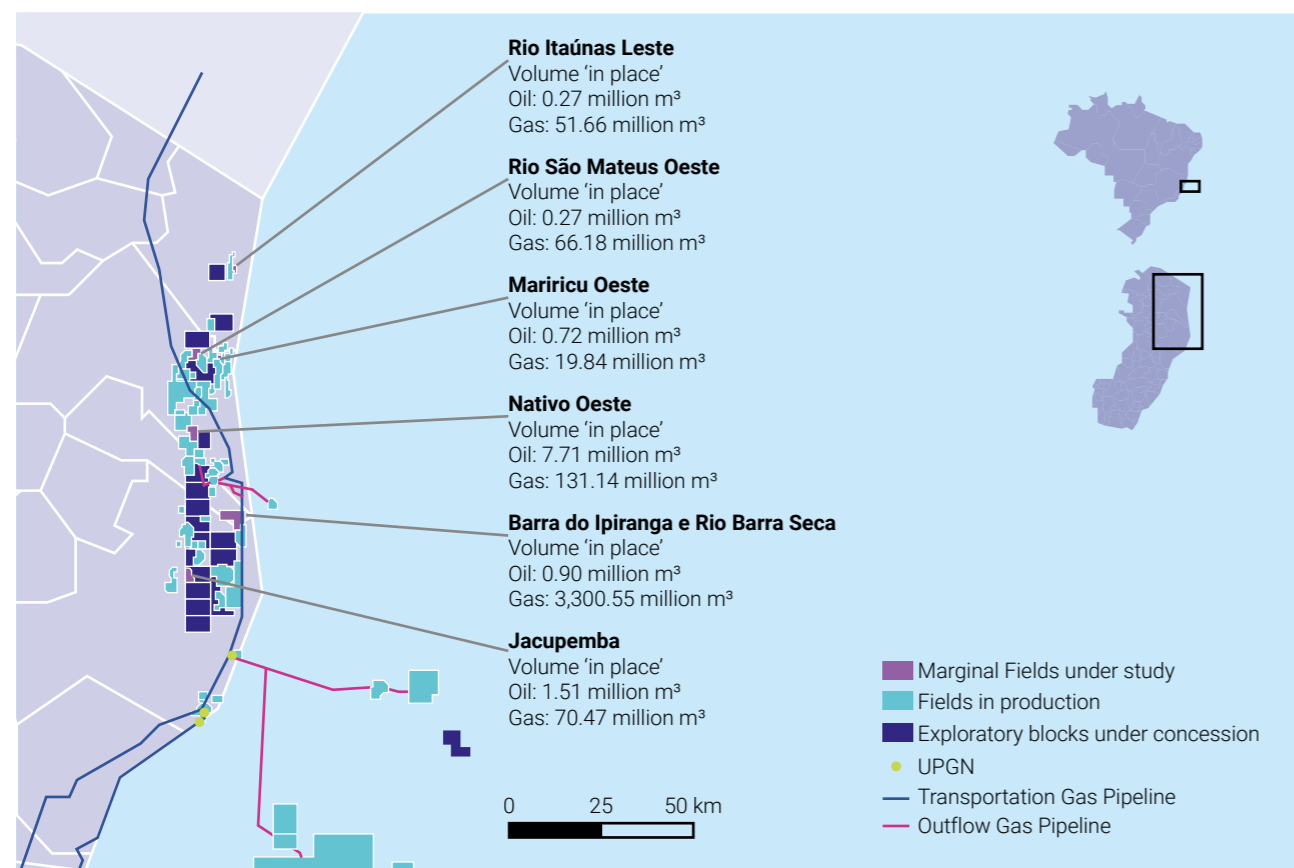 Rio Itaúnas Leste
Volume ‘in place’
Oil: 0.27 million m³
Gas: 51.66 million m³
Rio São Mateus Oeste
Volume ‘in place’
Oil: 0.27 million m³
Gas: 66.18 million m³
Mariricu Oeste
Volume ‘in place’
Oil: 0.72 million m³
Gas: 19.84 million m³
Nativo Oeste
Volume ‘in place’
Oil: 7.71 million m³
Gas: 131.14 million m³
Barra do Ipiranga e Rio Barra Seca
Volume ‘in place’
Oil: 0.90 million m³
Gas: 3,300.55 million m³
Jacupemba
Volume ‘in place’
Oil: 1.51 million m³
Gas: 70.47 million m³
Marginal Fields under study
Fields in production
Exploratory blocks under concession
UPGN
Transportation Gas Pipeline
Outflow Gas Pipeline
0 25 50 km